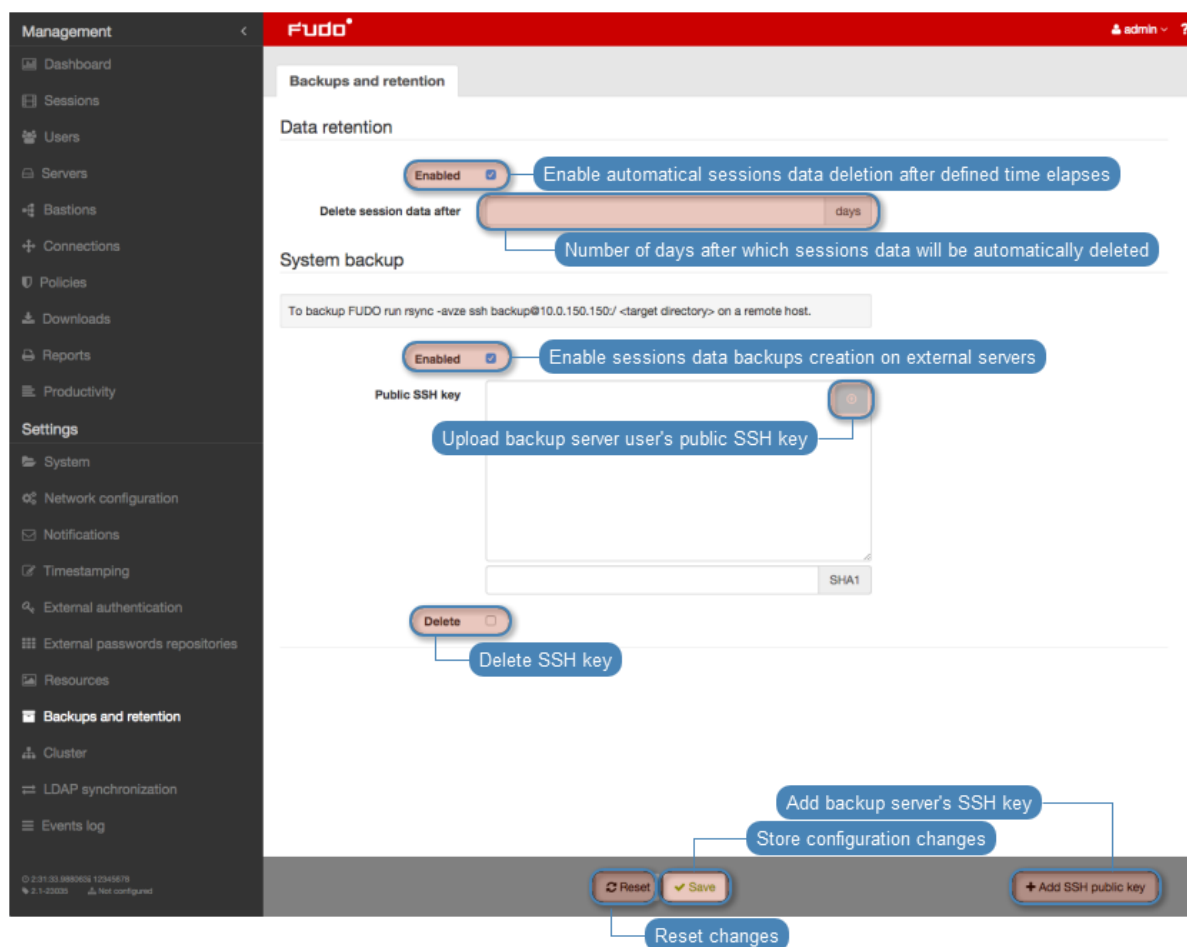 Management
FUDO
admin
?
Dashboard
Sessions
Users
Servers
Bastions
Connections
Policies
Downloads
Reports
Productivity
Settings
System
Network configuration
Notifications
Timestamping
External authentication
External passwords repositories
Resources
Backups and retention
Cluster
LDAP synchronization
Events log
2.1-23035 Not configured
Backups and retention
Data retention
Enabled
Enable automatical sessions data deletion after defined time elapses
Delete session data after
days
Number of days after which sessions data will be automatically deleted
System backup
To backup FUDO run rsync -avze ssh backup@10.0.150.150:/ <target directory> on a remote host.
Enabled
Enable sessions data backups creation on external servers
Public SSH key
Upload backup server user's public SSH key
SHA1
Delete
Delete SSH key
Add backup server's SSH key
Store configuration changes
Reset
Save
Add SSH public key
Reset changes